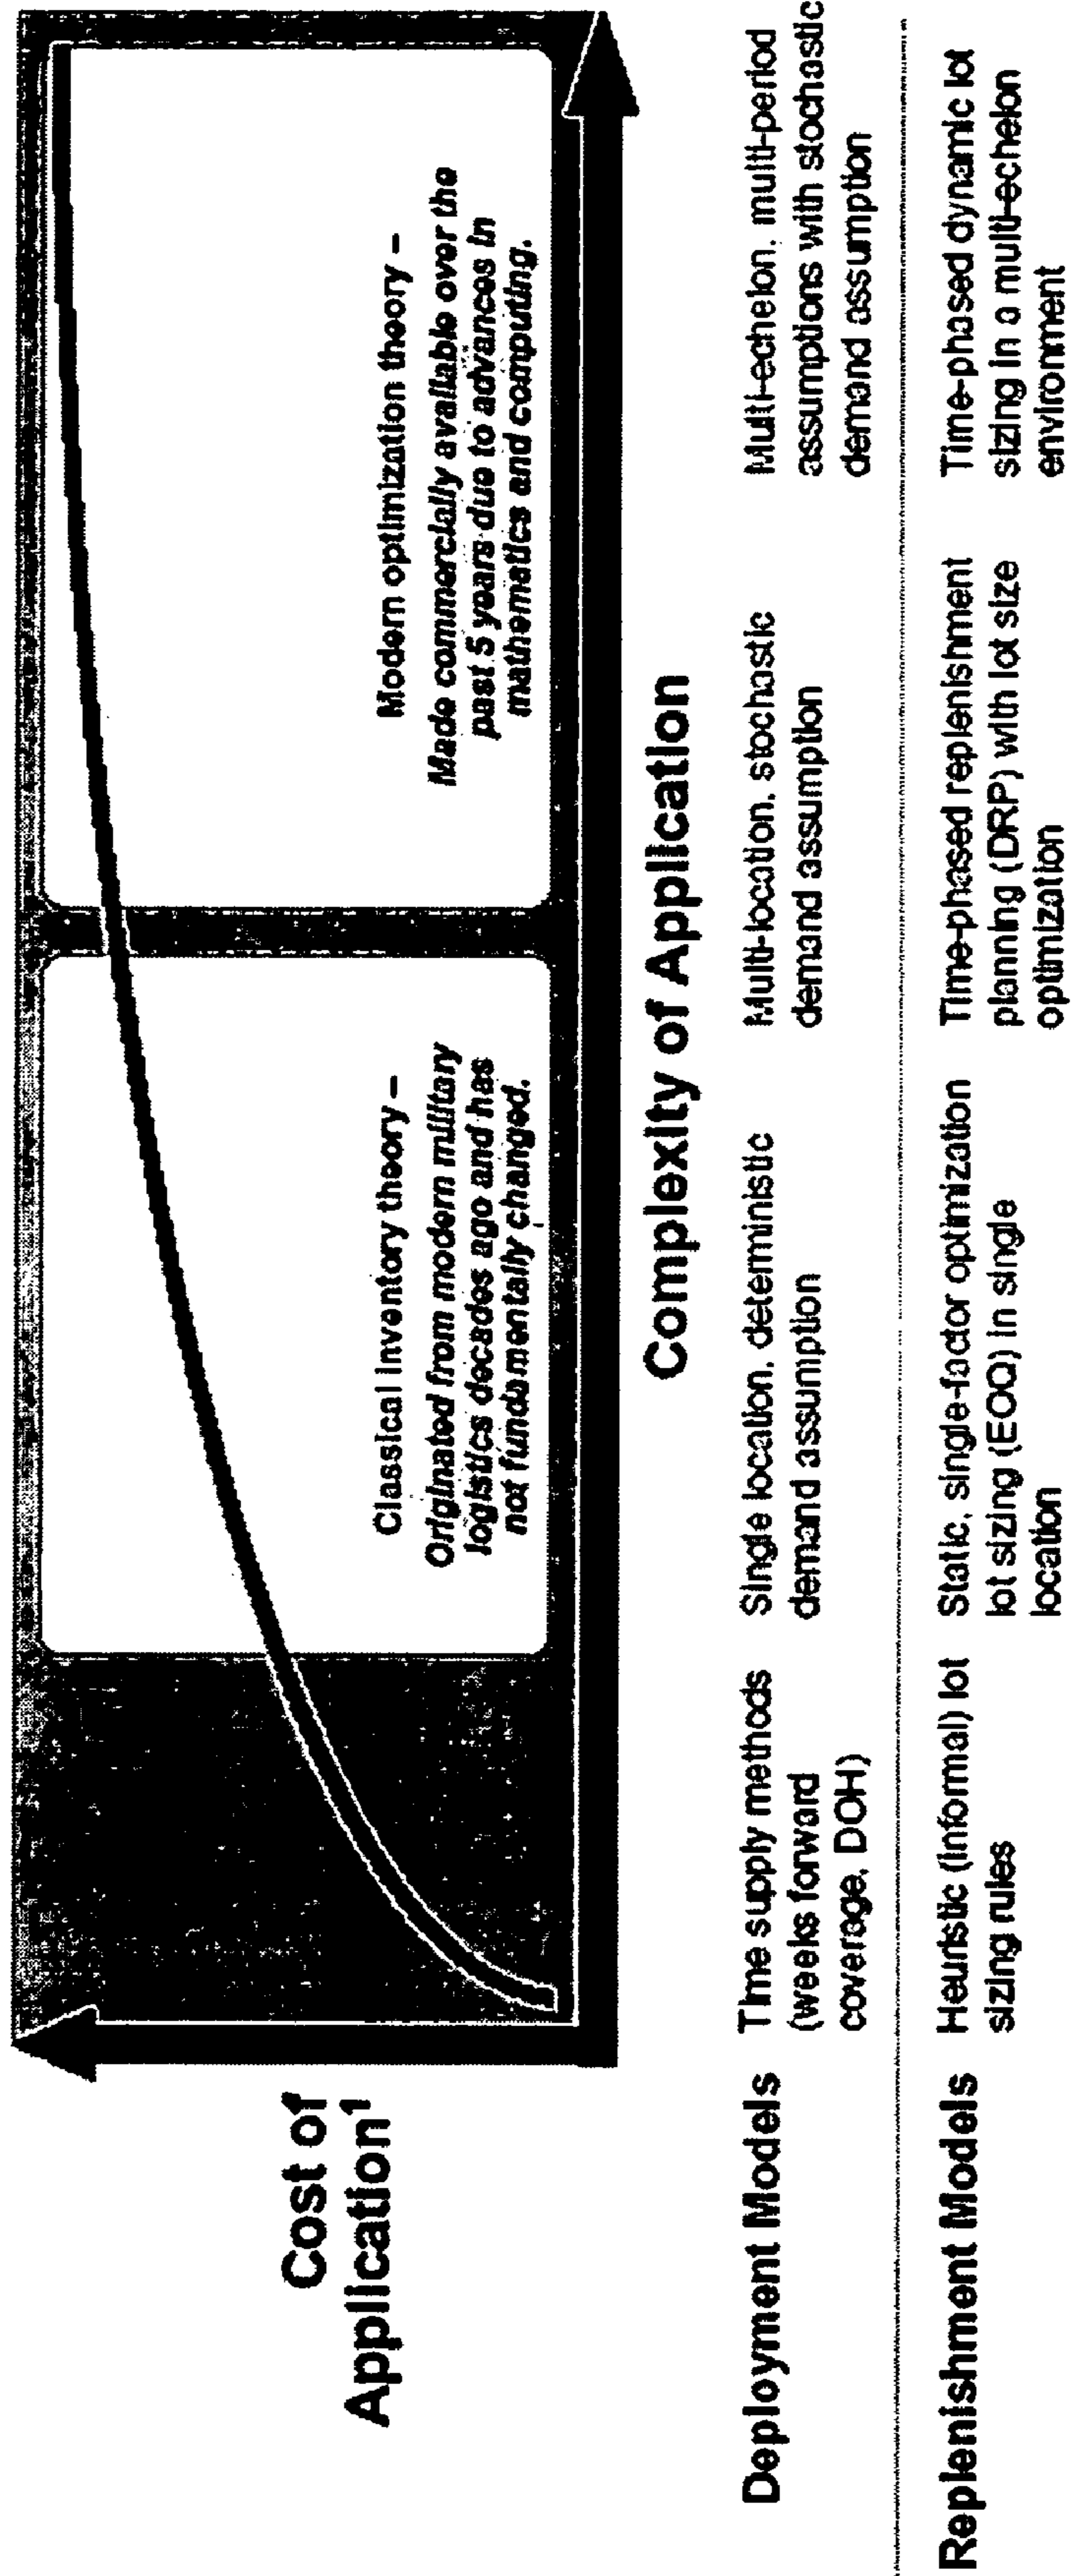 Cost of
Application1
Classical inventory theory –
Originated from modern military
logistics decades ago and has
not fundamentally changed.
Modern optimization theory –
Made commercially available over the
past 5 years due to advances in
mathematics and computing.
Complexity of Application
Deployment Models
Time supply methods
(weeks forward
coverage, DOH)
Single location, deterministic
demand assumption
Multi-location, stochastic
demand assumption
Multi-echelon, multi-period
assumptions with stochastic
demand assumption
Replenishment Models
Heuristic (informal) lot
sizing rules
Static, single-factor optimization
lot sizing (EOQ) in single
location
Time-phased replenishment
planning (DRP) with lot size
optimization
Time-phased dynamic lot
sizing in a multi-echelon
environment